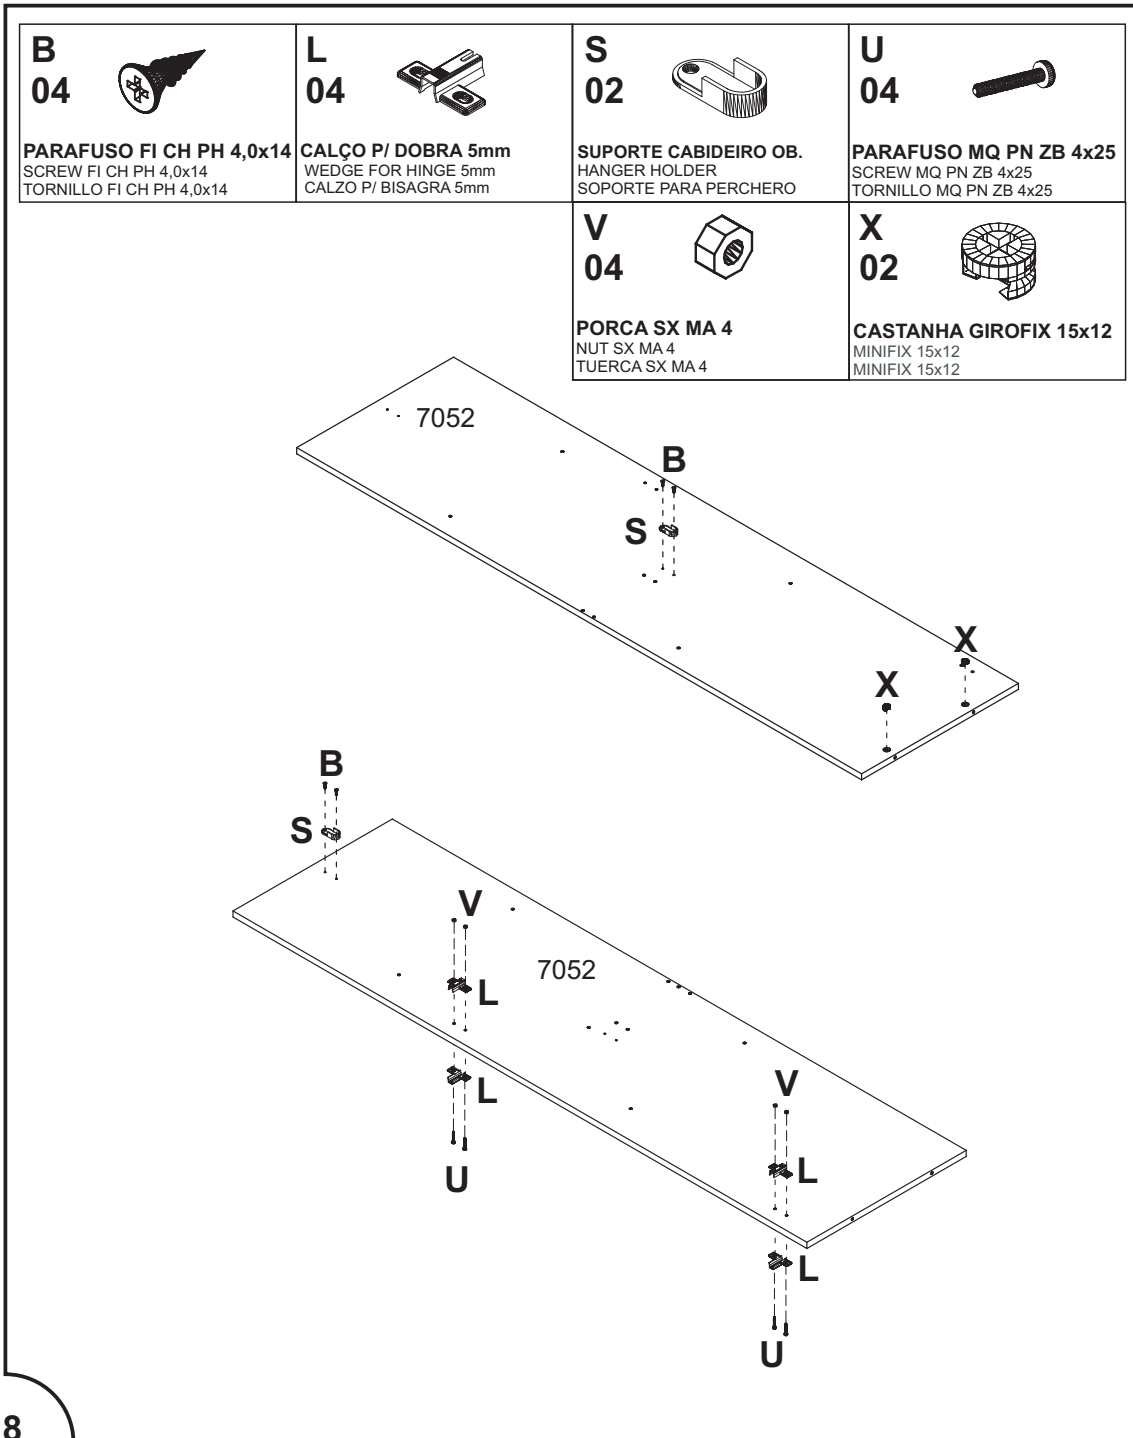 B
04
PARAFUSO FI CH PH 4,0x14
SCREW FI CH PH 4,0x14
TORNILLO FI CH PH 4,0x14
L
04
CALÇO P/ DOBRA 5mm
WEDGE FOR HINGE 5mm
CALZO P/ BISAGRA 5mm
S
02
SUPORTE CABIDEIRO OB.
HANGER HOLDER
SOPORTE PARA PERCHERO
U
04
PARAFUSO MQ PN ZB 4x25
SCREW MQ PN ZB 4x25
TORNILLO MQ PN ZB 4x25
V
04
PORCA SX MA 4
NUT SX MA 4
TUERCA SX MA 4
X
02
CASTANHA GIROFIX 15x12
MINIFIX 15x12
MINIFIX 15x12
7052
B
S
X
X
B
S
V
7052
L
L
V
U
L
L
U
8